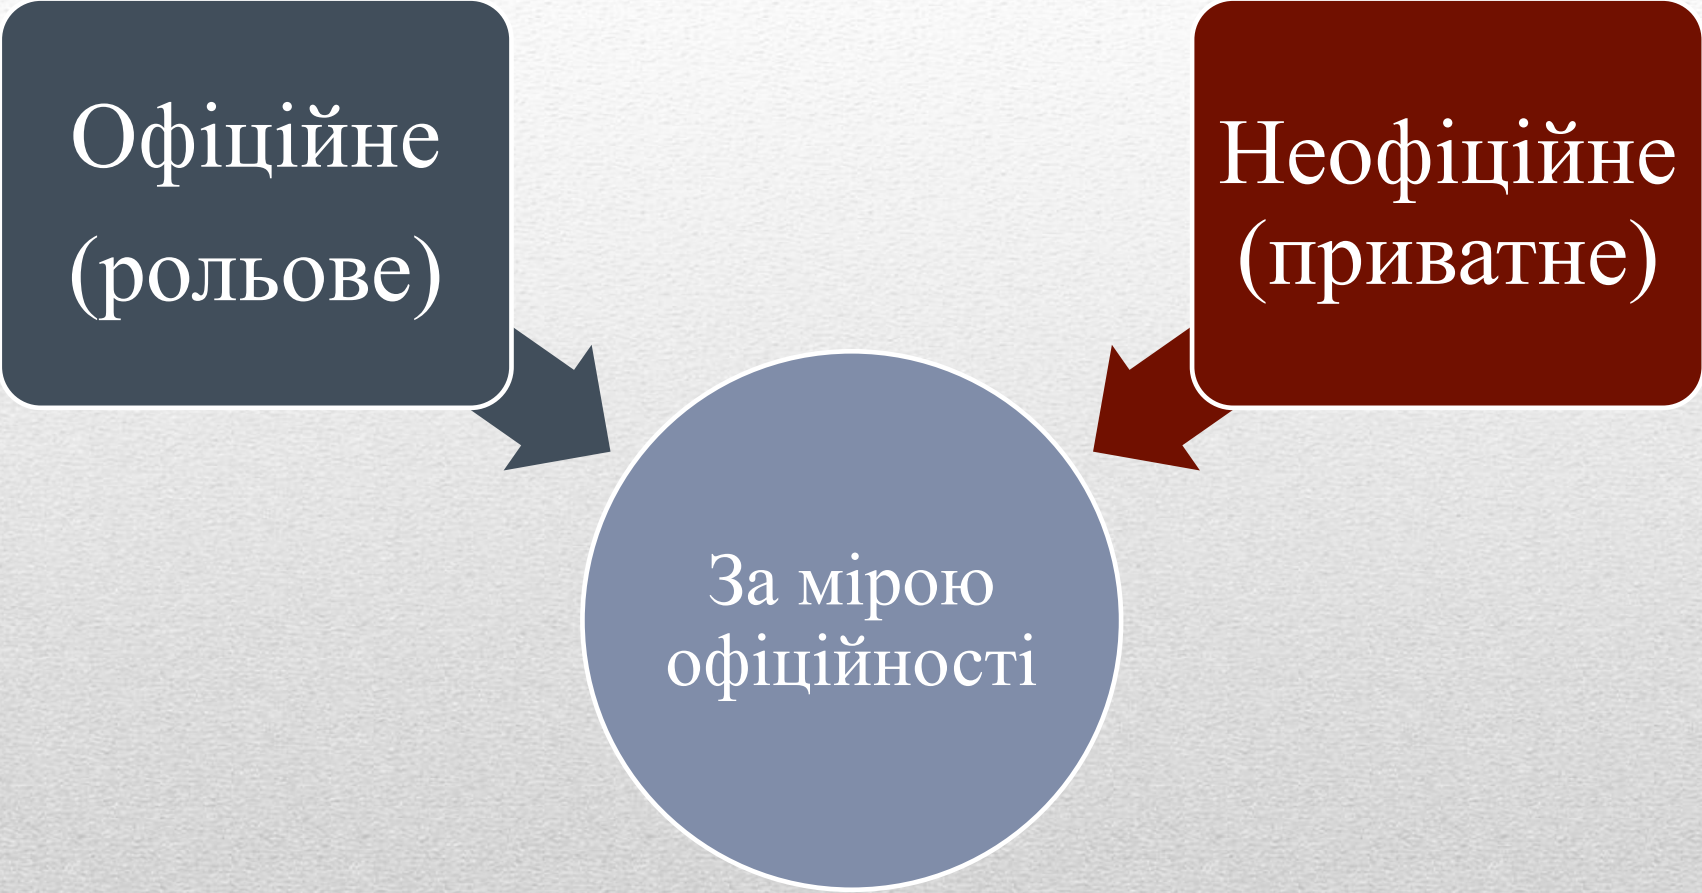 Офіційне
(рольове)
Неофіційне
(приватне)
За мірою
офіційності